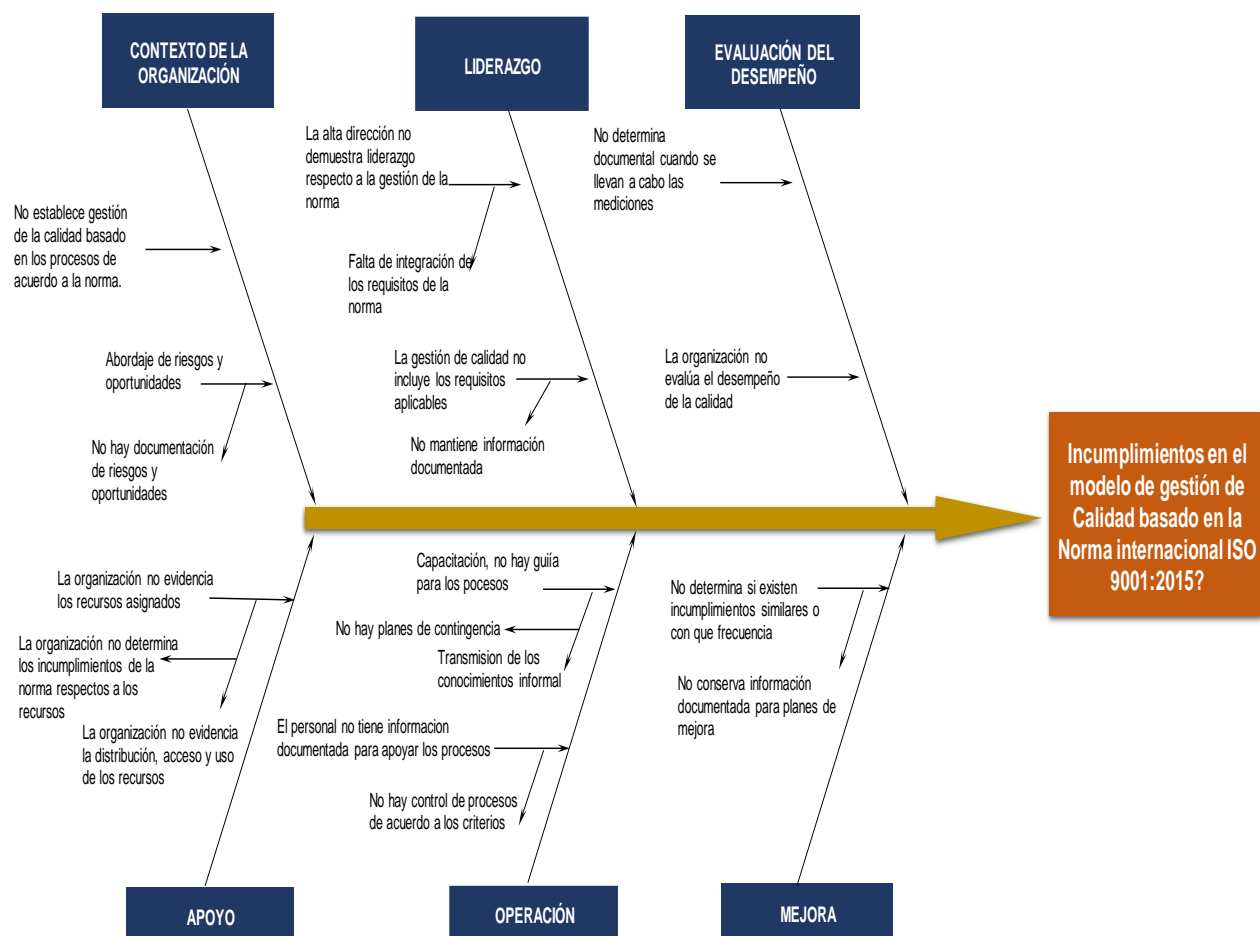 CONTEXTO DE LA
ORGANIZACIÓN
LIDERAZGO
EVALUACIÓN DEL
DESEMPEÑO
La alta dirección no
demuestra liderazgo
respecto a la gestión de la
norma
No determina
documental cuando se
llevan a cabo las
mediciones
No establece gestión
de la calidad basado
en los procesos de
acuerdo a la norma.
Falta de integración de
los requisitos de la
norma
Abordaje de riesgos y
oportunidades
La gestión de calidad no
incluye los requisitos
aplicables
La organización no
evalúa el desempeño
de la calidad
No hay documentación
de riesgos y
oportunidades
No mantiene información
documentada
Incumplimientos en el
modelo de gestión de
Calidad basado en la
Norma internacional ISO
9001:2015?
La organización no evidencia
los recursos asignados
La organización no determina
los incumplimientos de la
norma respectos a los
recursos
La organización no evidencia
la distribución, acceso y uso
de los recursos
Capacitación, no hay guiía
para los pocesos
No hay planes de contingencia
Transmision de los
conocimientos informal
El personal no tiene informacion
documentada para apoyar los procesos
No hay control de procesos
de acuerdo a los criterios
No determina si existen
incumplimientos similares o
con que frecuencia
No conserva información
documentada para planes de
mejora
APOYO
OPERACIÓN
MEJORA